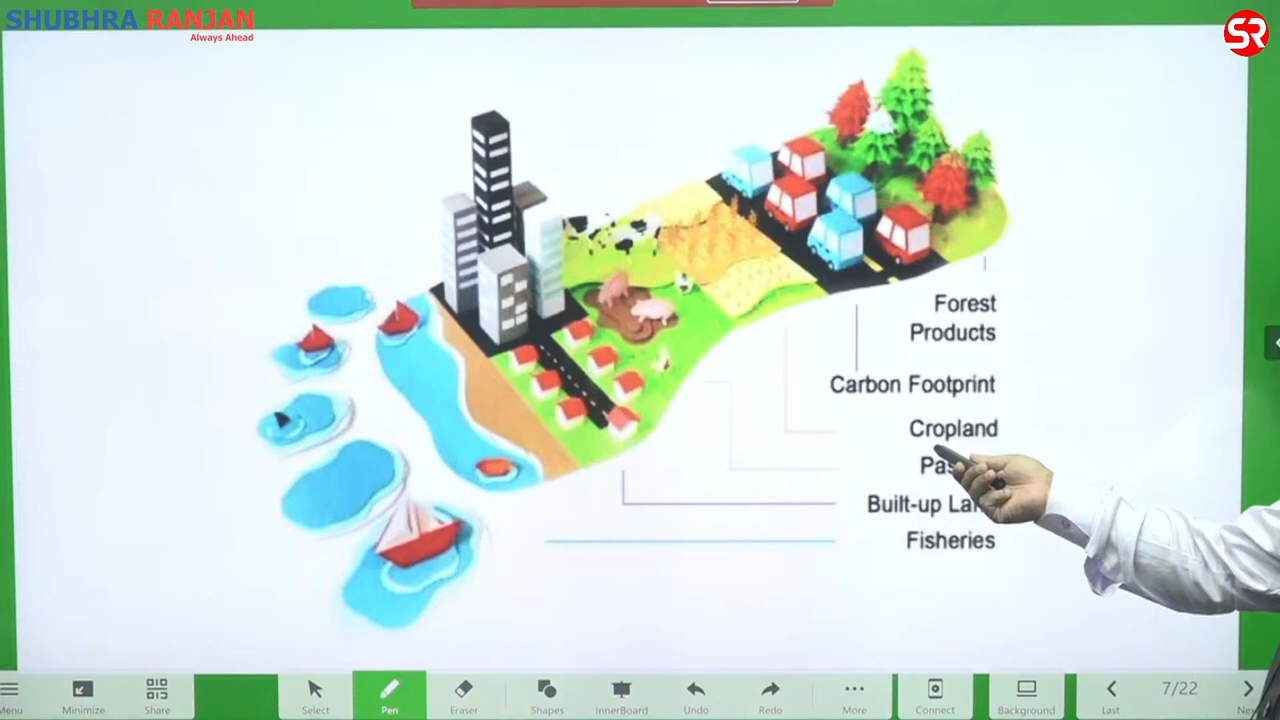 SHUBHRA RANJAN
Always Ahead
SR
Forest
Products
Carbon Footprint
Cropland
Built-up
Fisheries
Menu
Minimize
Share
Select
Pen
Eraser
Shapes
InnerBoard
Undo
Redo
More
Connect
Background
Last
7/22